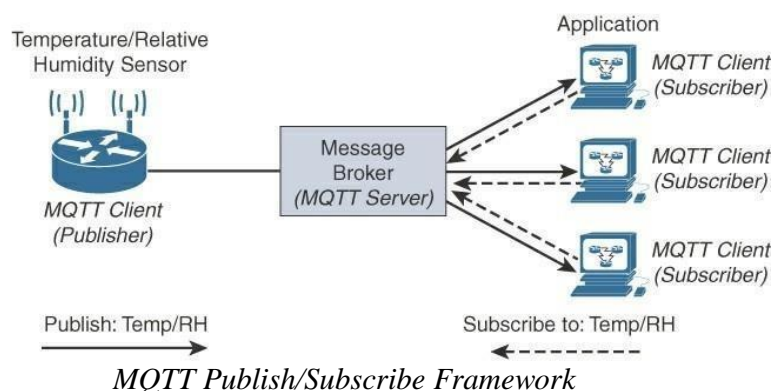 Temperature/Relative
Humidity Sensor
MQTT Client
(Publisher)
Message
Broker
(MQTT Server)
Application
MQTT Client
(Subscriber)
MQTT Client
(Subscriber)
MQTT Client
(Subscriber)
Publish: Temp/RH
Subscribe to: Temp/RH
MQTT Publish/Subscribe Framework